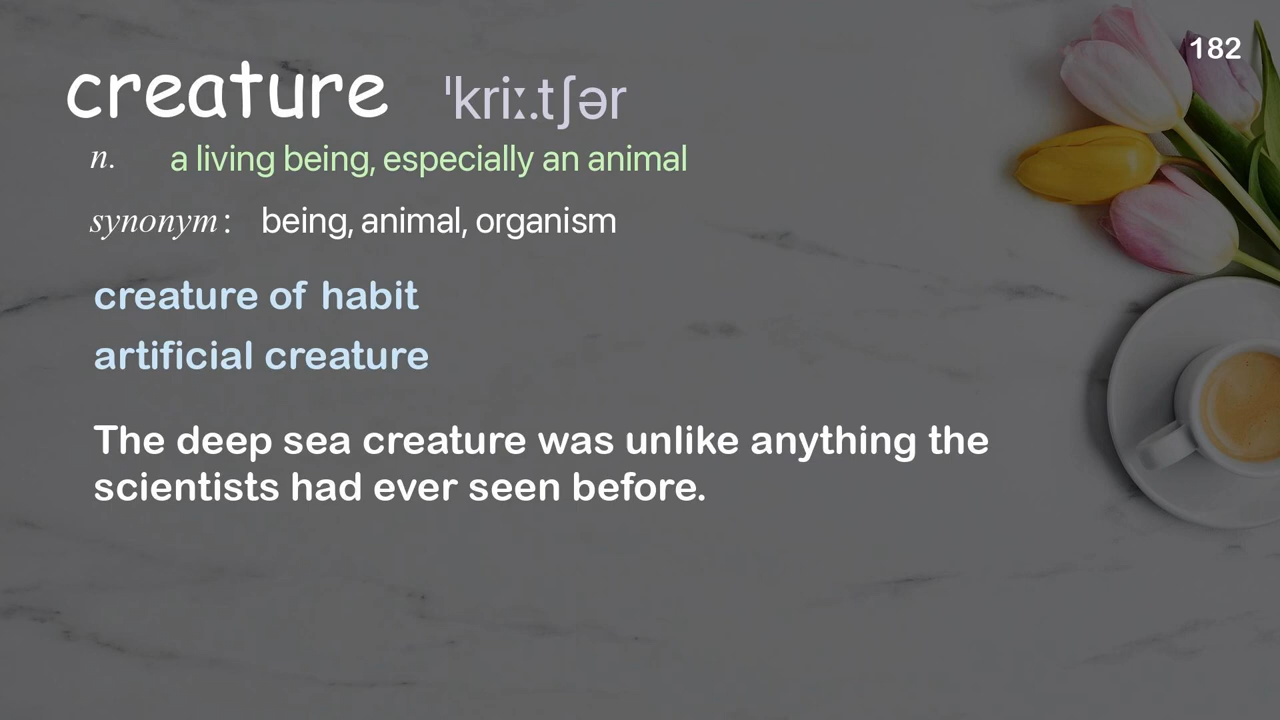 182
creature ˈkriː.tʃər
n. a living being, especially an animal
synonym: being, animal, organism
creature of habit
artificial creature
The deep sea creature was unlike anything the
scientists had ever seen before.